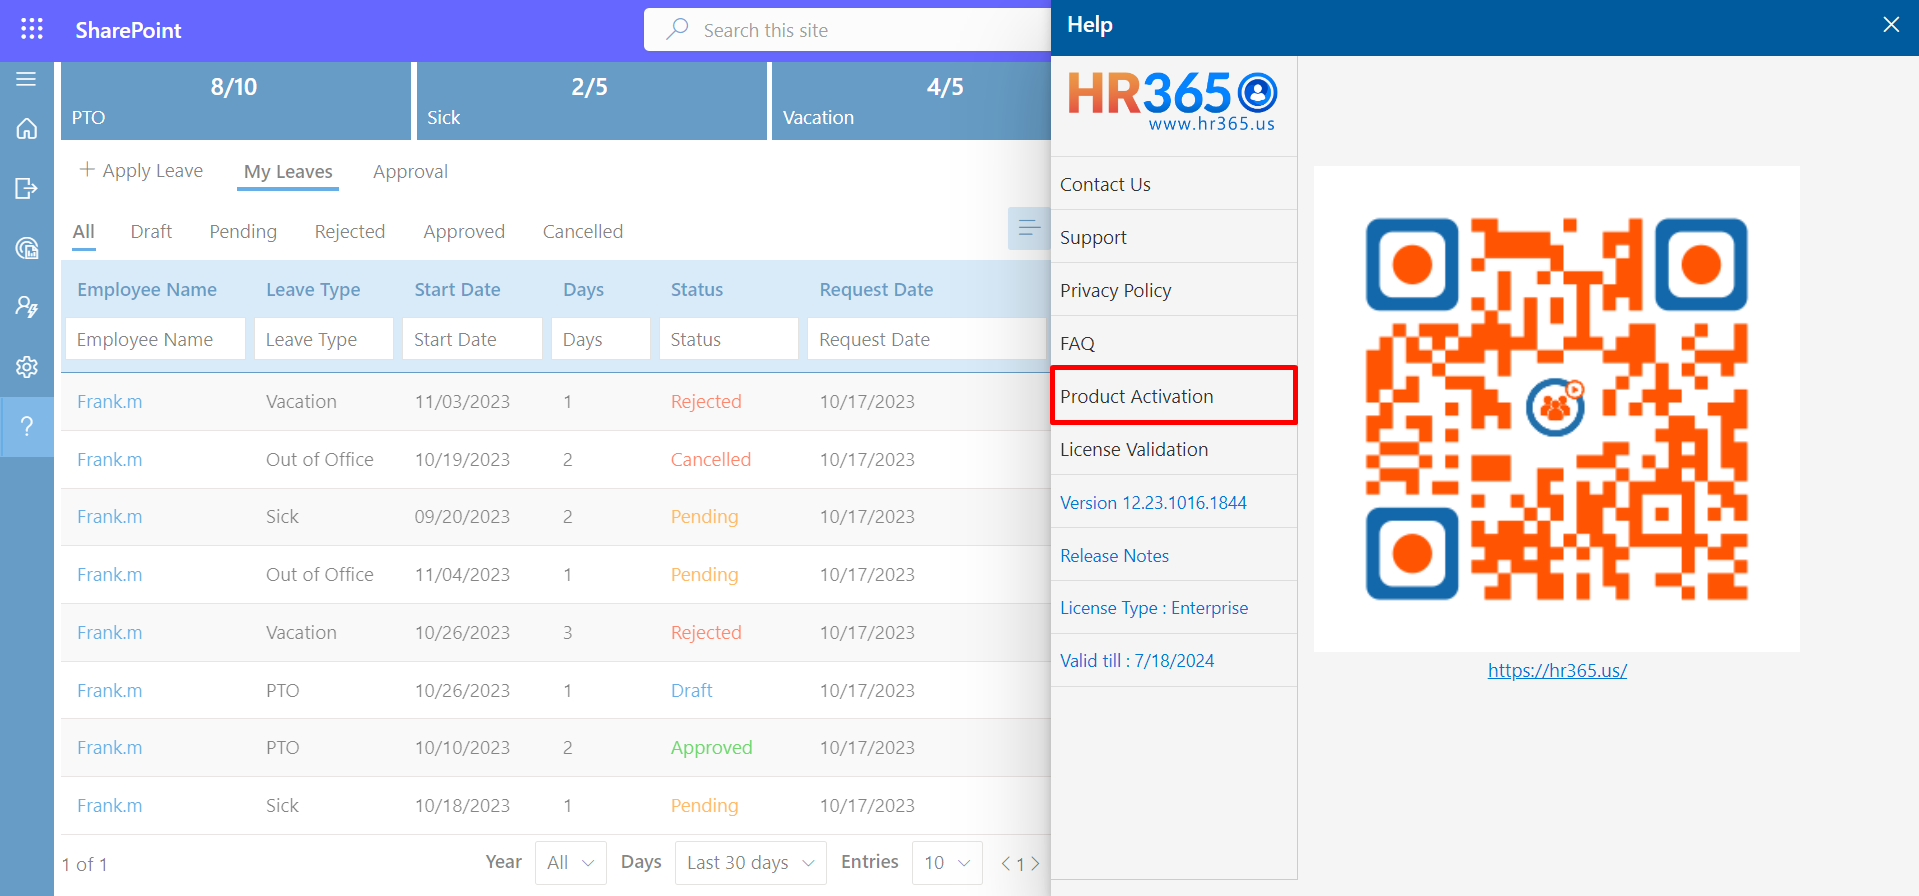 SharePoint
Search this site
Help
8/10
PTO
2/5
Sick
4/5
Vacation
HR365
www.hr365.us
+ Apply Leave My Leaves Approval
All Draft Pending Rejected Approved Cancelled
Employee Name Leave Type Start Date Days Status Request Date
Employee Name Leave Type Start Date Days Status Request Date
Frank.m Vacation 11/03/2023 1 Rejected 10/17/2023
Frank.m Out of Office 10/19/2023 2 Cancelled 10/17/2023
Frank.m Sick 09/20/2023 2 Pending 10/17/2023
Frank.m Out of Office 11/04/2023 1 Pending 10/17/2023
Frank.m Vacation 10/26/2023 3 Rejected 10/17/2023
Frank.m PTO 10/26/2023 1 Draft 10/17/2023
Frank.m PTO 10/10/2023 2 Approved 10/17/2023
Frank.m Sick 10/18/2023 1 Pending 10/17/2023
1 of 1 Year All Days Last 30 days Entries 10 < 1 >
Contact Us
Support
Privacy Policy
FAQ
Product Activation
License Validation
Version 12.23.1016.1844
Release Notes
License Type : Enterprise
Valid till : 7/18/2024
https://hr365.us/